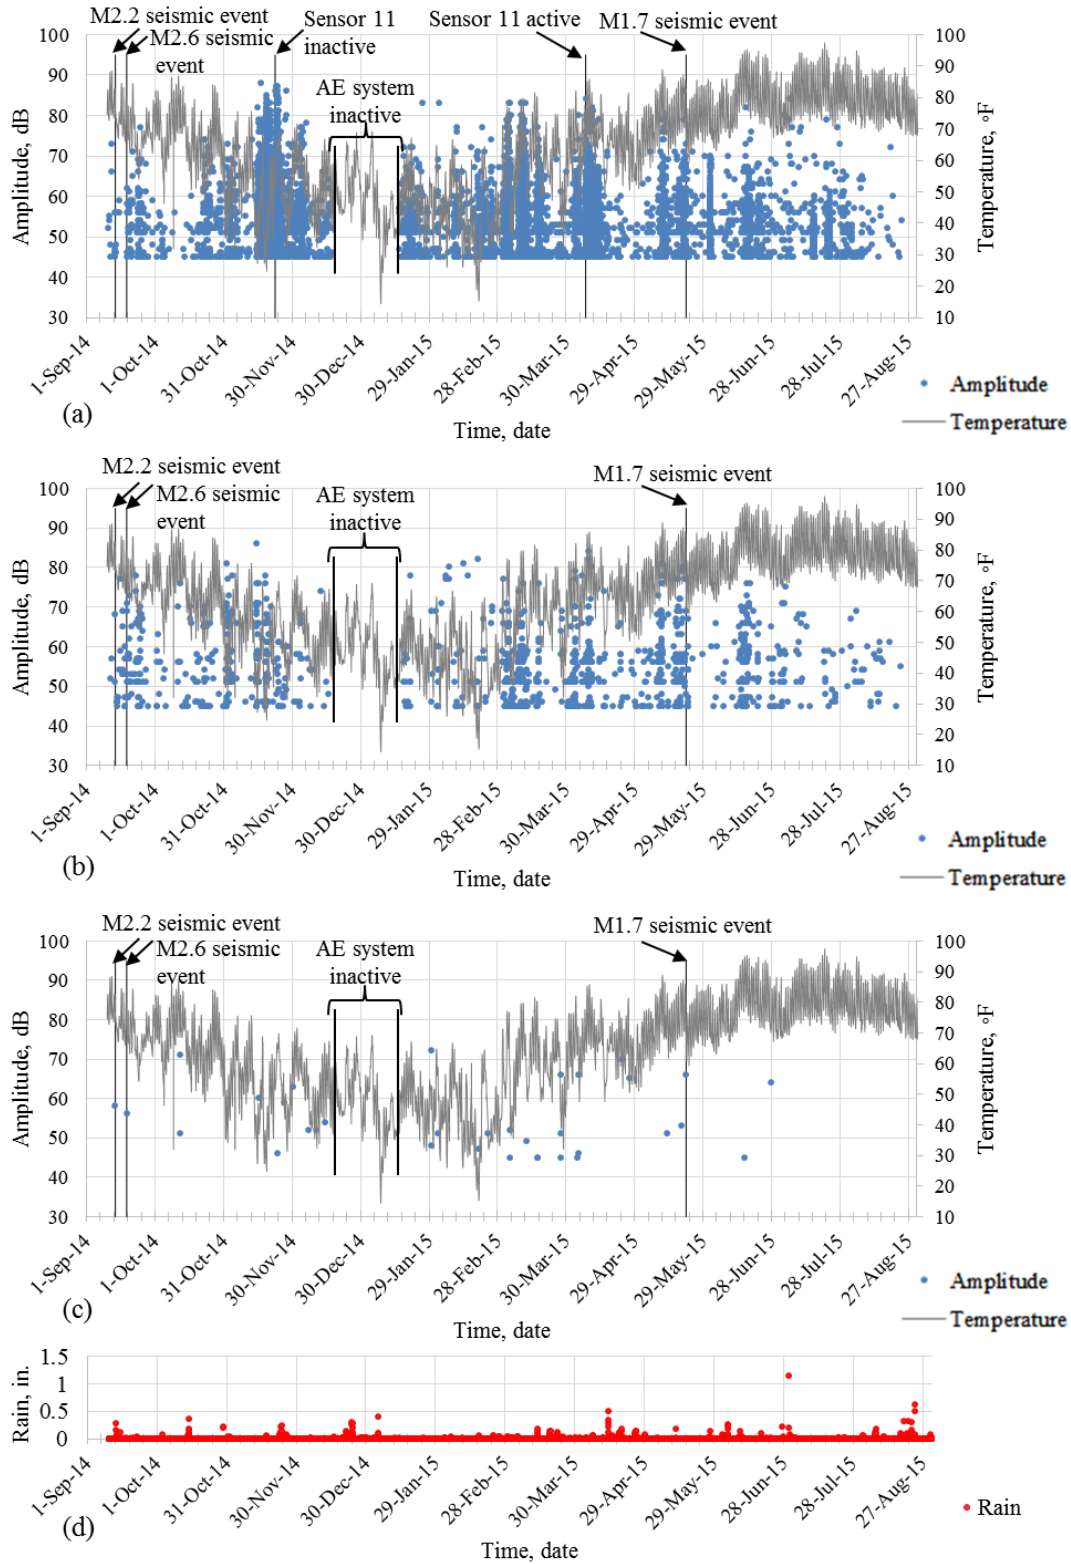 M2.2 seismic event
M2.6 seismic
event
Sensor 11
inactive
Sensor 11 active
M1.7 seismic event
AE system
inactive
100
90
80
70
60
50
40
30
Amplitude, dB
100
90
80
70
60
50
40
30
20
10
Temperature, °F
1-Sep-14
1-Oct-14
31-Oct-14
30-Nov-14
30-Dec-14
29-Jan-15
28-Feb-15
30-Mar-15
29-Apr-15
29-May-15
28-Jun-15
28-Jul-15
27-Aug-15
Amplitude
Temperature
(a)
Time, date
M2.2 seismic event
M2.6 seismic
event
AE system
inactive
M1.7 seismic event
100
90
80
70
60
50
40
30
Amplitude, dB
100
90
80
70
60
50
40
30
20
10
Temperature, °F
1-Sep-14
1-Oct-14
31-Oct-14
30-Nov-14
30-Dec-14
29-Jan-15
28-Feb-15
30-Mar-15
29-Apr-15
29-May-15
28-Jun-15
28-Jul-15
27-Aug-15
Amplitude
Temperature
(b)
Time, date
M2.2 seismic event
M2.6 seismic
event
AE system
inactive
M1.7 seismic event
100
90
80
70
60
50
40
30
Amplitude, dB
100
90
80
70
60
50
40
30
20
10
Temperature, °F
1-Sep-14
1-Oct-14
31-Oct-14
30-Nov-14
30-Dec-14
29-Jan-15
28-Feb-15
30-Mar-15
29-Apr-15
29-May-15
28-Jun-15
28-Jul-15
27-Aug-15
Amplitude
Temperature
(c)
Time, date
1.5
1
0.5
0
Rain, in.
1-Sep-14
1-Oct-14
31-Oct-14
30-Nov-14
30-Dec-14
29-Jan-15
28-Feb-15
30-Mar-15
29-Apr-15
29-May-15
28-Jun-15
28-Jul-15
27-Aug-15
Rain
(d)
Time, date